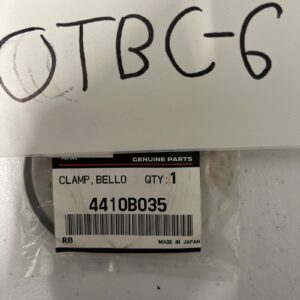 OTBC-6
GENUINE PARTS
CLAMP, BELLO QTY:1
4410B035
RB MADE IN JAPAN